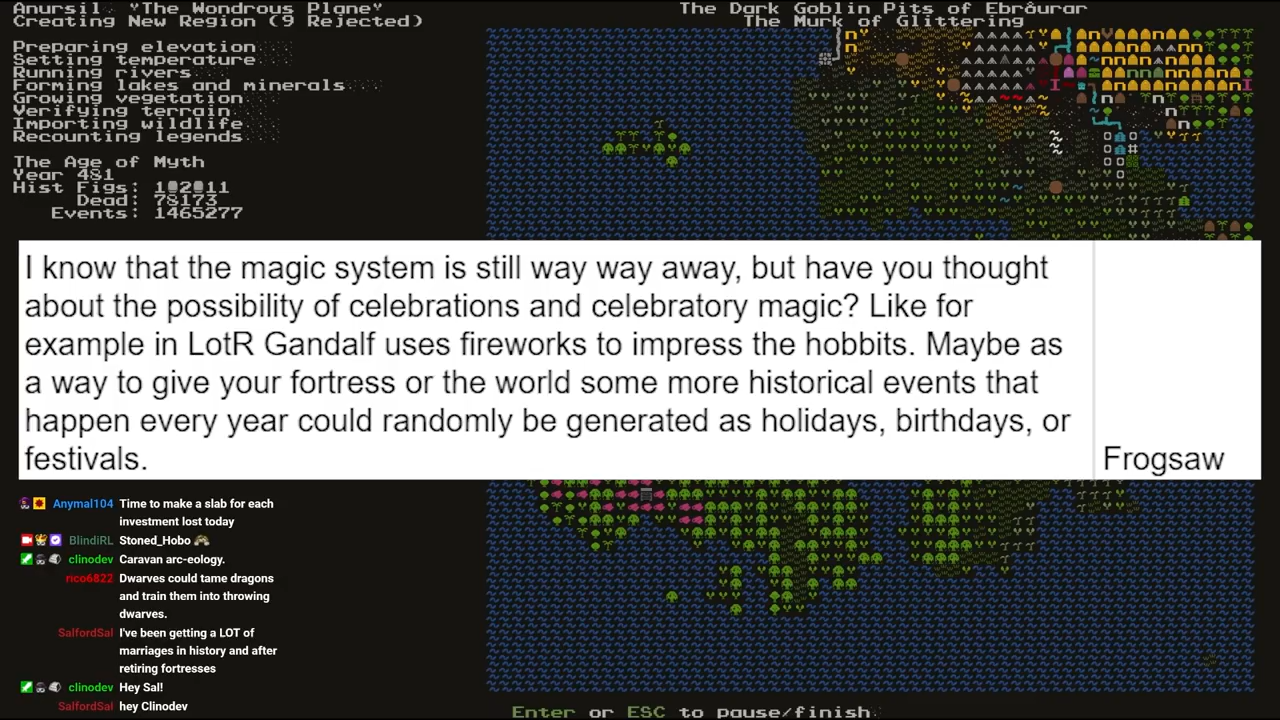 Anursil, "The Wondrous Plane"
The Dark Goblin Pits of Ebråurar
Creating New Region (9 Rejected)
The Murk of Glittering
Preparing elevation
Setting temperature
Running rivers
Forming lakes and minerals
Growing vegetation
Verifying terrain
Importing wildlife
Recounting legends
The Age of Myth
Year 481
Hist Figs: 102011
Dead: 78173
Events: 1465277
I know that the magic system is still way way away, but have you thought
about the possibility of celebrations and celebratory magic? Like for
example in LotR Gandalf uses fireworks to impress the hobbits. Maybe as
a way to give your fortress or the world some more historical events that
happen every year could randomly be generated as holidays, birthdays, or
festivals.
Frogsaw
Anymal104 Time to make a slab for each
investment lost today
BlindiRL Stoned_Hobo
clinodev Caravan arc-eology.
rico6822 Dwarves could tame dragons
and train them into throwing
dwarves.
SalfordSal I've been getting a LOT of
marriages in history and after
retiring fortresses
clinodev Hey Sal!
SalfordSal hey Clinodev
Enter or ESC to pause/finish